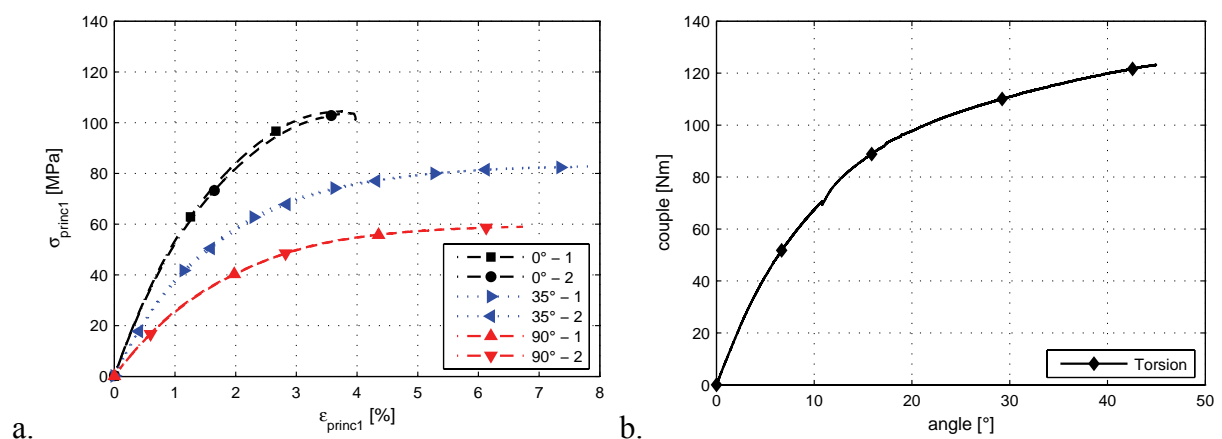 140
120
100
80
60
40
20
0
0 1 2 3 4 5 6 7 8
σprinc1 [MPa]
εprinc1 [%]
0° – 1
0° – 2
35° – 1
35° – 2
90° – 1
90° – 2
a.
140
120
100
80
60
40
20
0
0 10 20 30 40 50
couple [Nm]
angle [°]
Torsion
b.